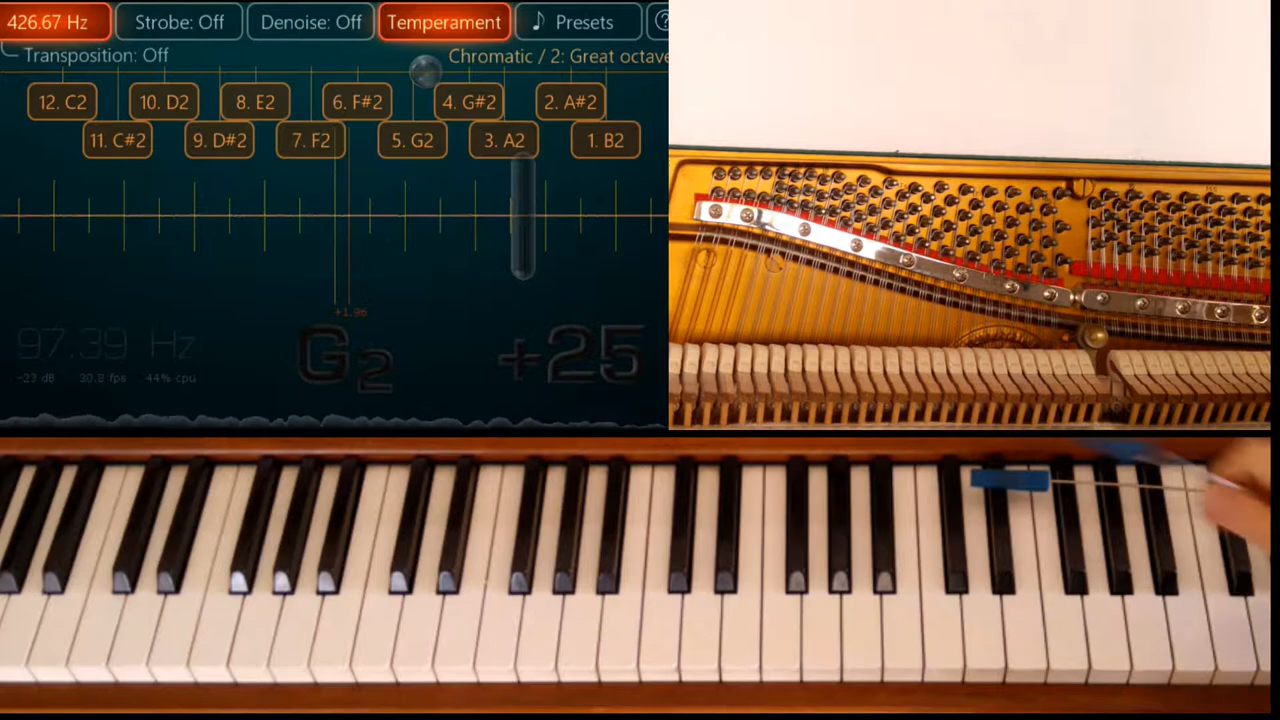 426.67 Hz Strobe: Off Denoise: Off Temperament Presets
Transposition: Off Chromatic / 2: Great octave
12. C2 10. D2 8. E2 6. F#2 4. G#2 2. A#2
11. C#2 9. D#2 7. F2 5. G2 3. A2 1. B2
+1.96
97.39 Hz G2 +25
-23 dB 30.8 fps 44% cpu